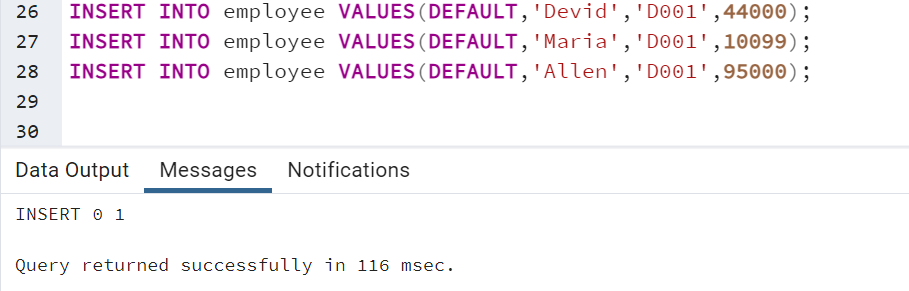 26 INSERT INTO employee VALUES(DEFAULT,'Devid','D001',44000);
27 INSERT INTO employee VALUES(DEFAULT,'Maria','D001',10099);
28 INSERT INTO employee VALUES(DEFAULT,'Allen','D001',95000);
29
30
Data Output Messages Notifications
INSERT 0 1
Query returned successfully in 116 msec.